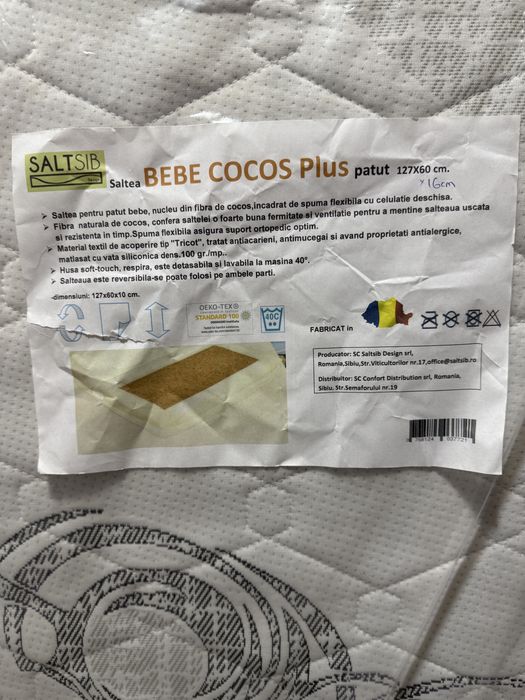 SALTSIB
Saltea BEBE COCOS Plus patut 127X60 cm.
x16cm
➤ Saltea pentru patut bebe, nucleu din fibra de cocos,incadrat de spuma flexibila cu celulatie deschisa.
➤ Fibra naturala de cocos, confera saltelei o foarte buna fermitate si ventilatie pentru a mentine salteaua uscata
si rezistenta in timp.Spuma flexibila asigura suport ortopedic optim.
➤ Material textil de acoperire tip "Tricot", tratat antiacarieni, antimucegai si avand proprietati antialergice,
matlasat cu vata siliconica dens.100 gr./mp..
➤ Husa soft-touch, respira, este detasabila si lavabila la masina 40°.
➤ Salteaua este reversibila-se poate folosi pe ambele parti.
-dimensiuni: 127x60x10 cm.
OEKO-TEX®
STANDARD 100
40C
FABRICAT in
Producator: SC Saltsib Design srl,
Romania,Sibiu,Str.Viticultorilor nr.17,office@saltsib.ro
Distribuitor: SC Confort Distribution srl, Romania,
Sibiu, Str.Semaforului nr.19